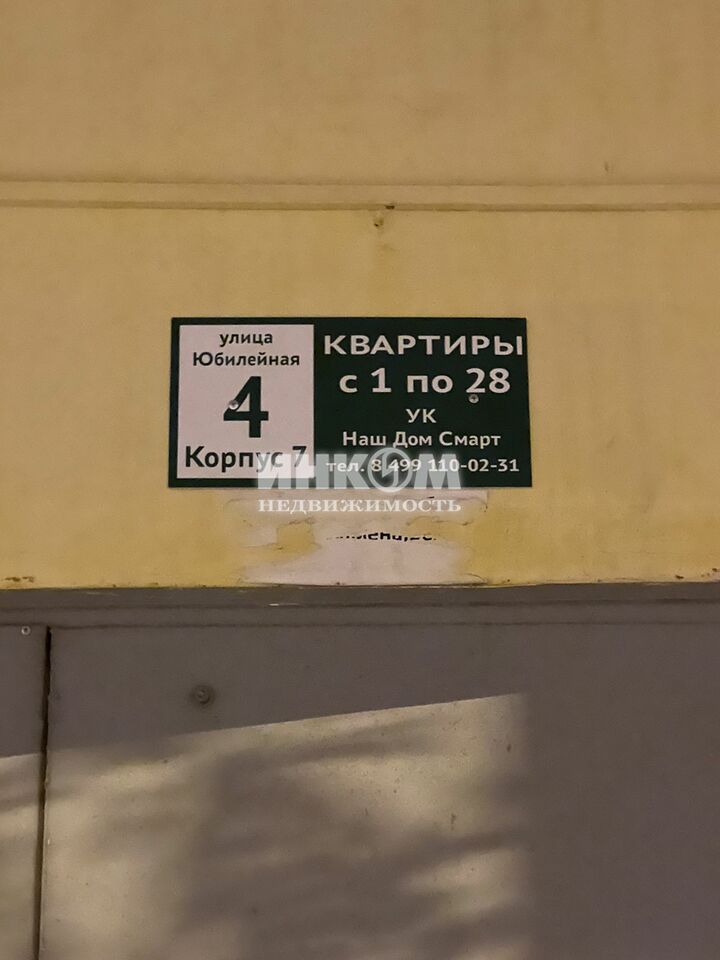 улица
Юбилейная
4
Корпус 7
КВАРТИРЫ
с 1 по 28
УК
Наш Дом Смарт
тел. 8 499 110-02-31
ИНКОМ
НЕДВИЖИМОСТЬ